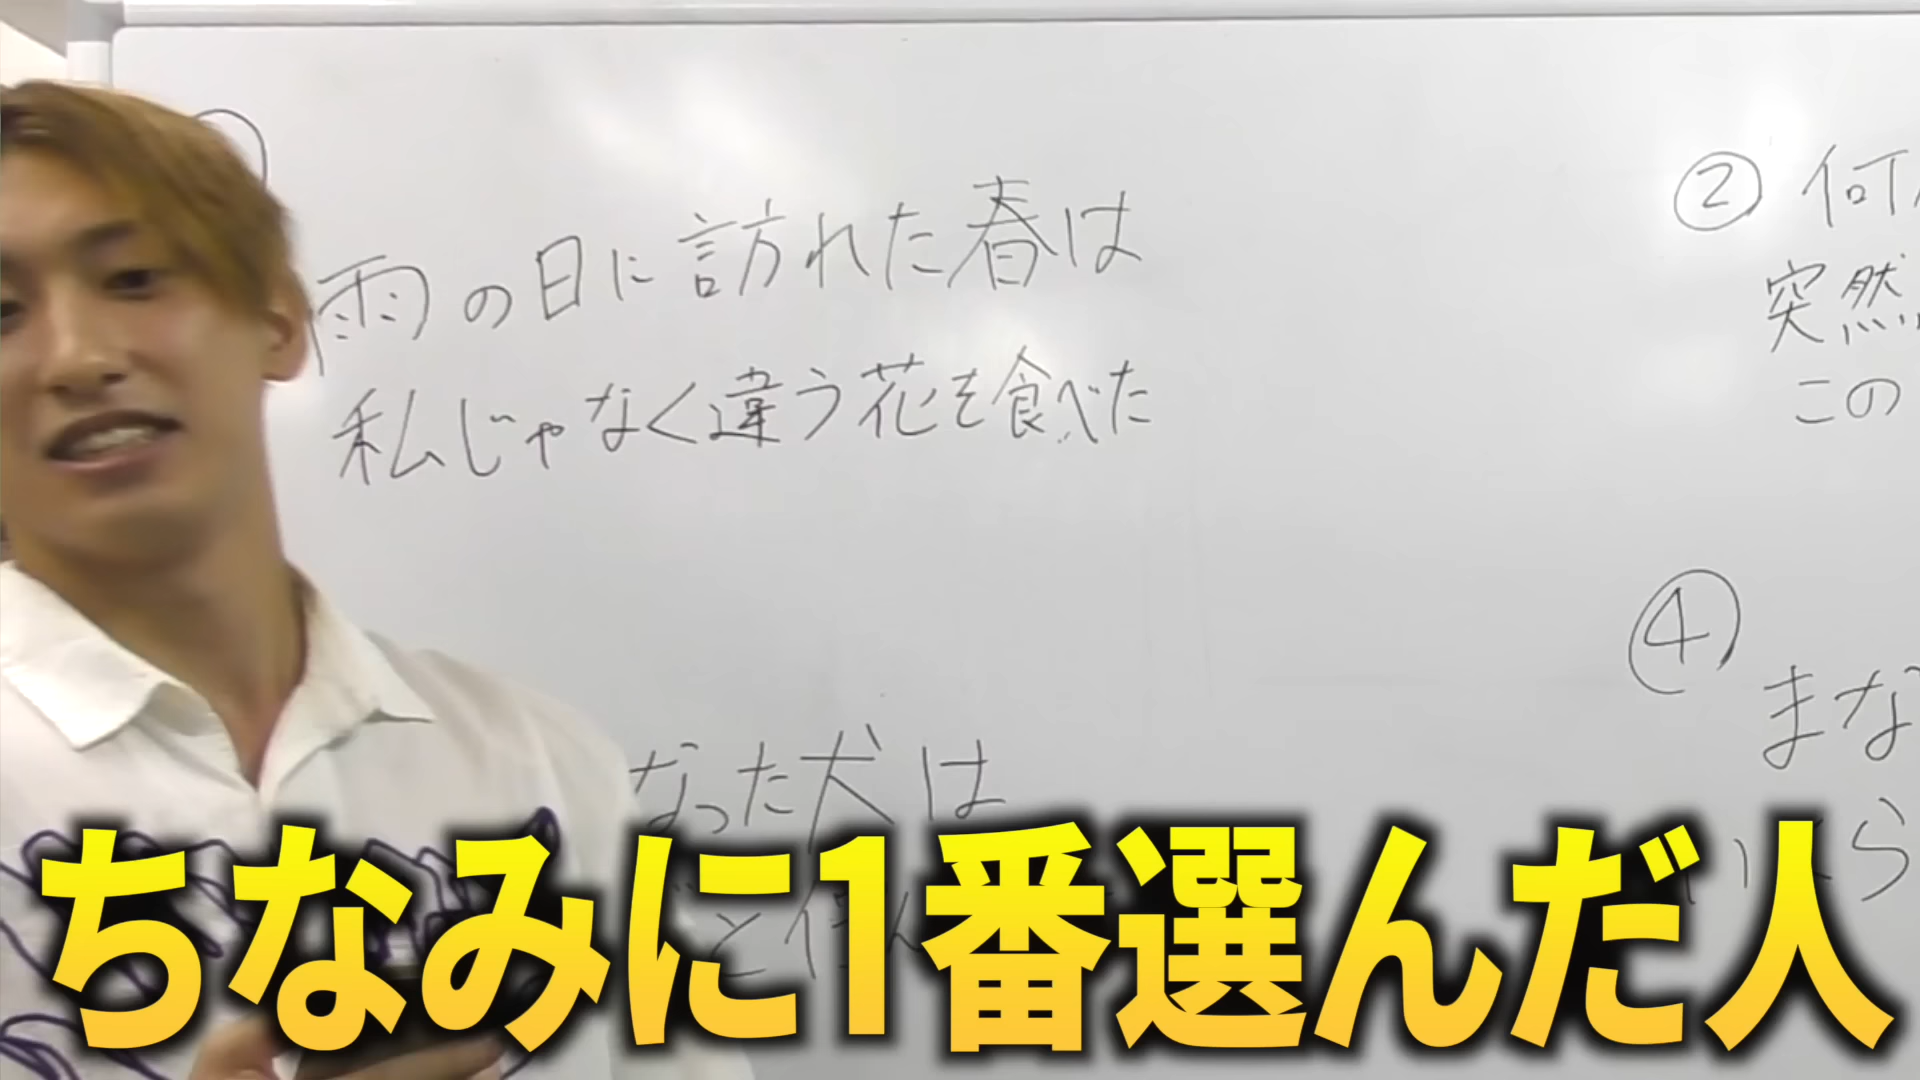 雨の日に訪れた春は
私じゃなく違う花を食べた
② 何
突然
この
④
まな
なった犬は
ちなみに1番選んだ人